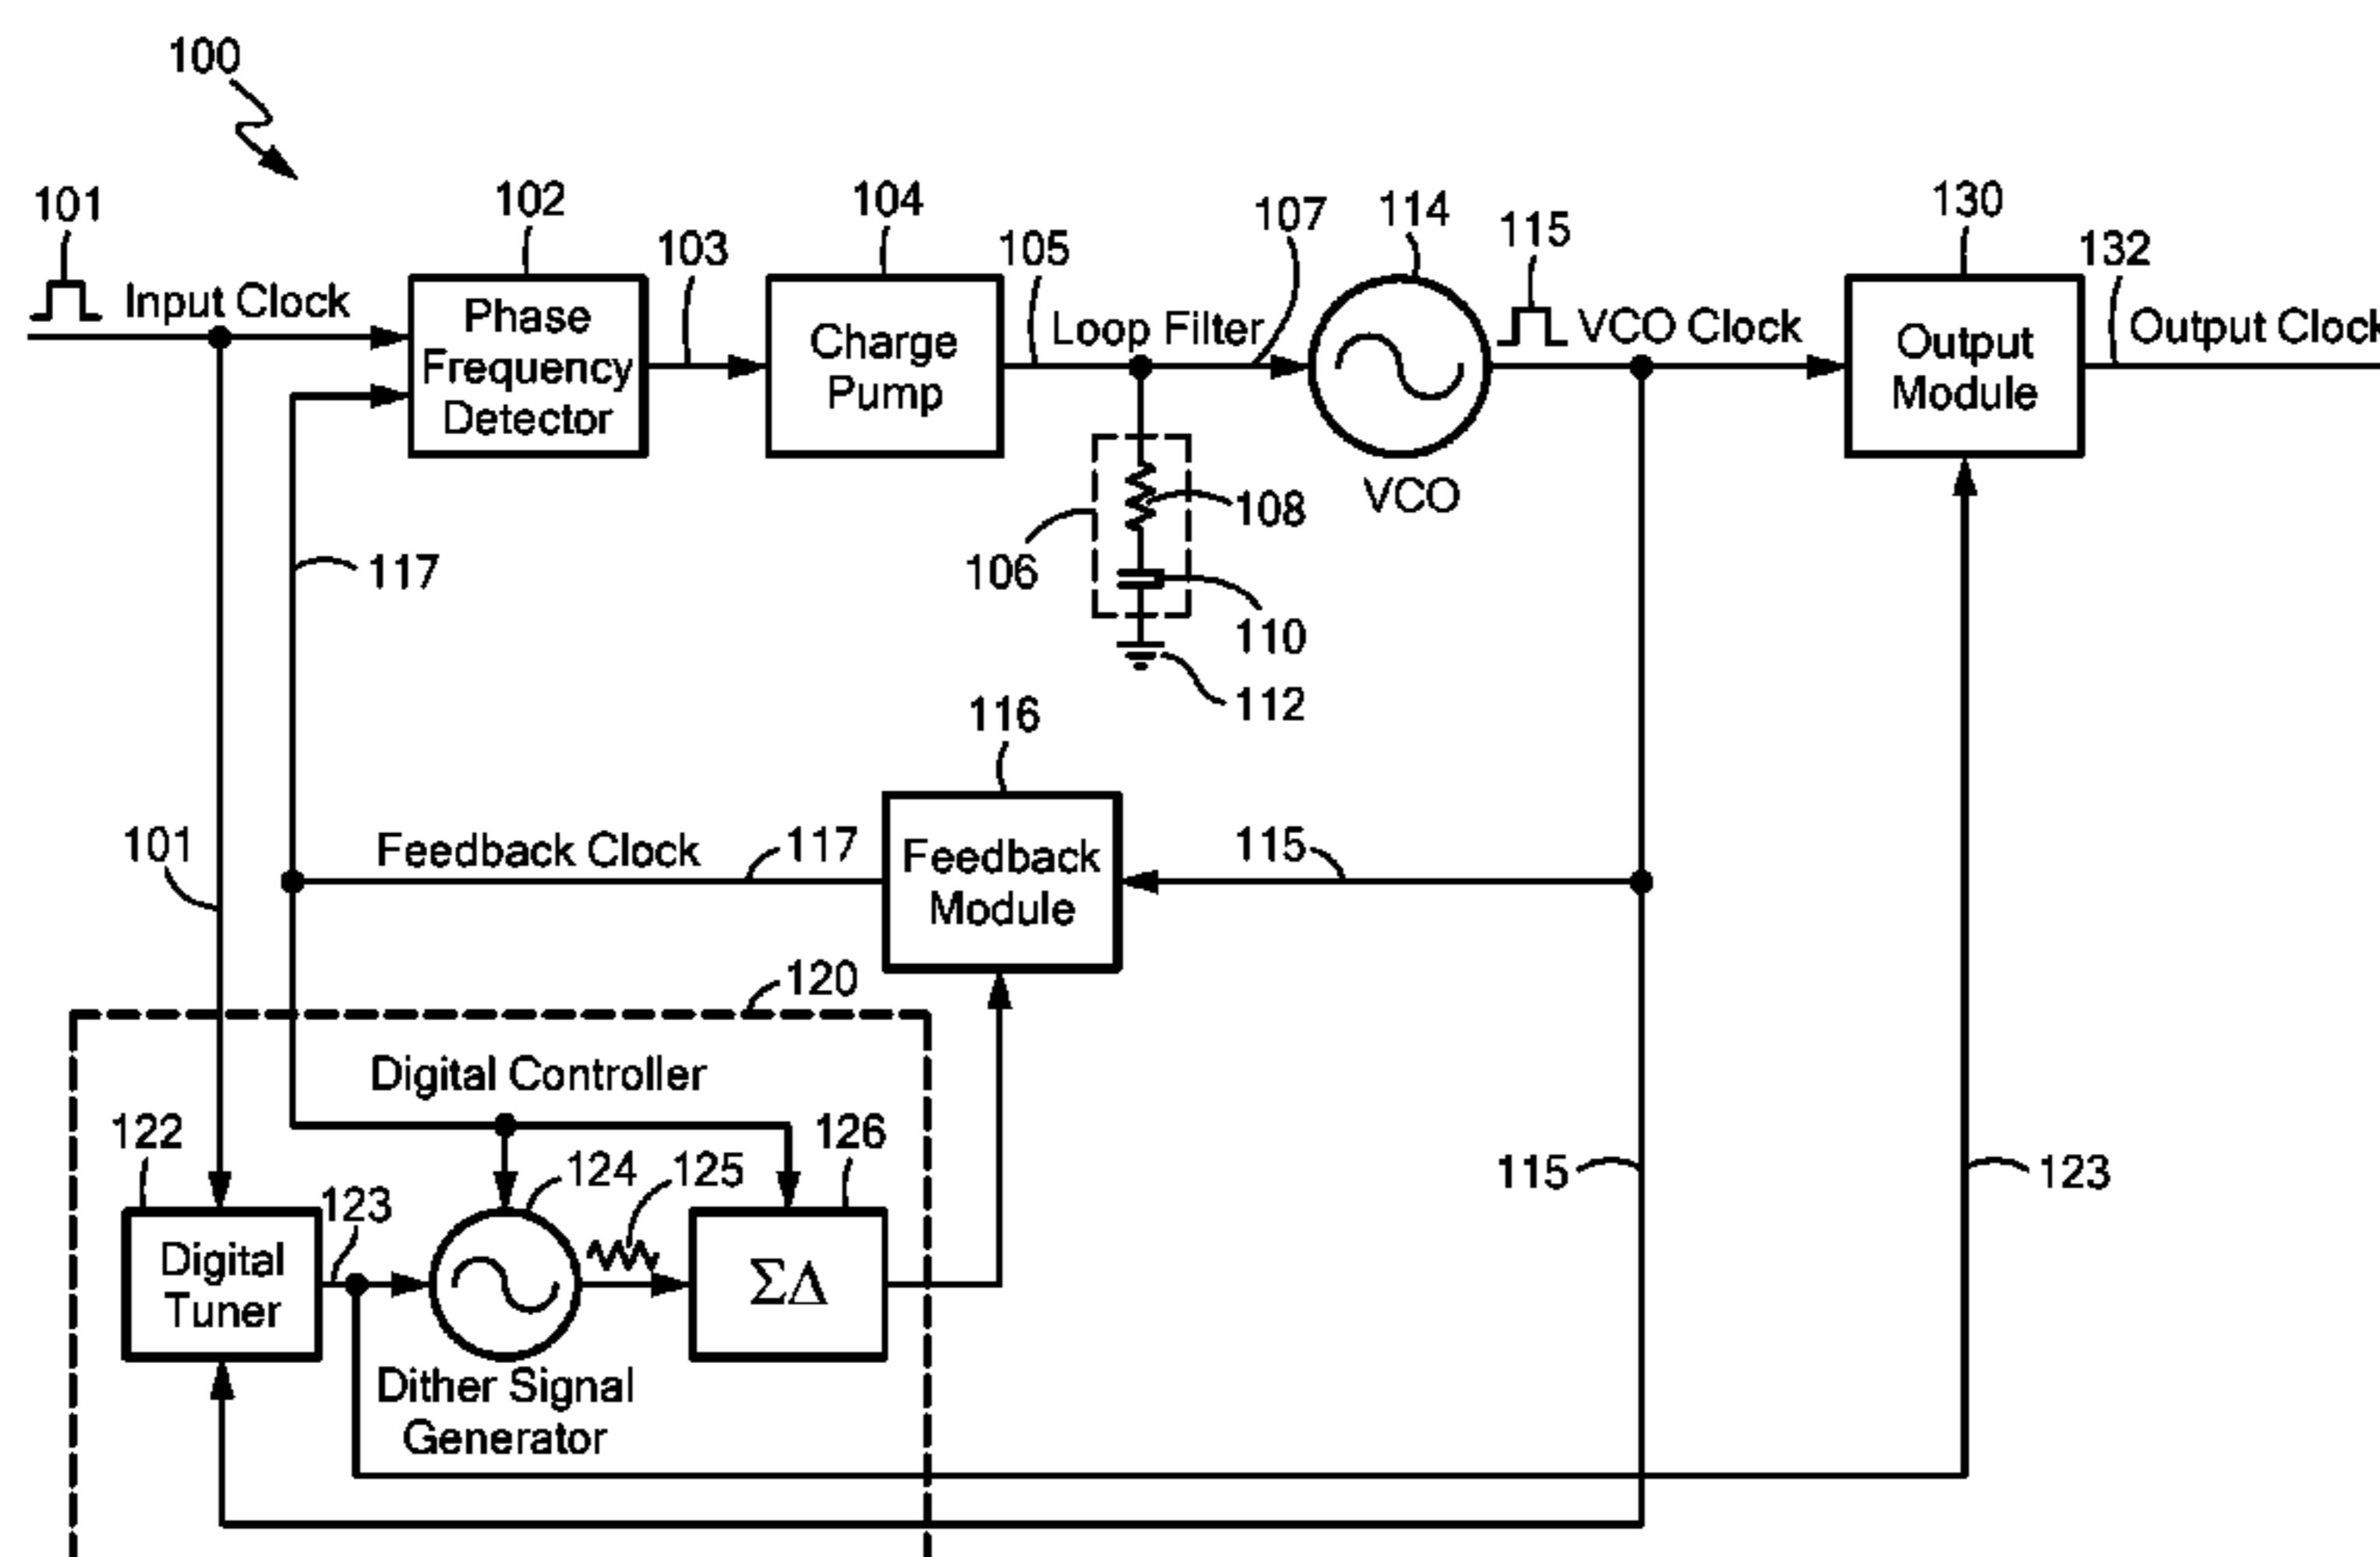 100
101
102
104
107
114
115
130
103
105
132
Input Clock
Phase
Frequency
Detector
Charge
Pump
Loop Filter
VCO Clock
Output
Module
Output Clock
VCO
108
106
117
110
112
116
101
Feedback Clock
117
Feedback
Module
115
120
Digital Controller
122
124
125
126
115
123
123
Digital
Tuner
ΣΔ
Dither Signal
Generator